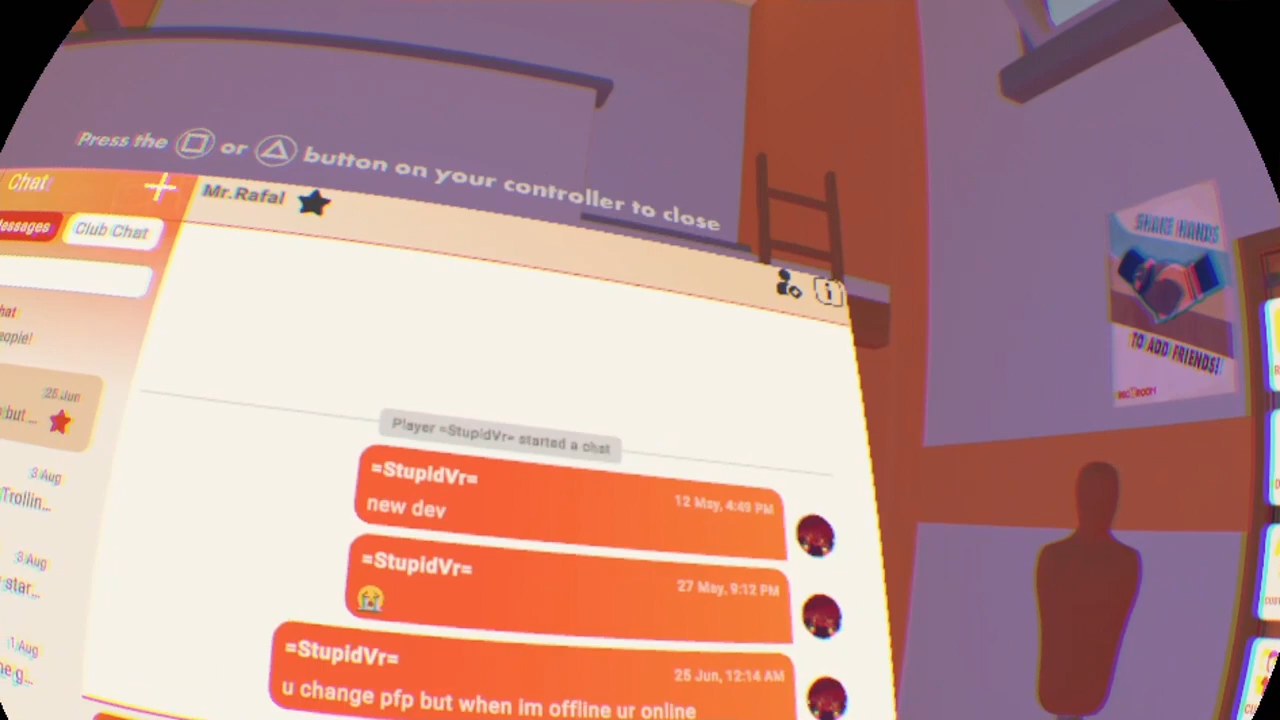 Press the □ or △ button on your controller to close
Chat
Mr.Rafal
Club Chat
25 Jun
but ...
3 Aug
Trollin...
3 Aug
star...
1 Aug
Player =StupidVr= started a chat
=StupidVr=
12 May, 4:49 PM
new dev
=StupidVr=
27 May, 9:12 PM
😭
=StupidVr=
25 Jun, 12:14 AM
u change pfp but when im offline ur online
SHAKE HANDS
TO ADD FRIENDS!